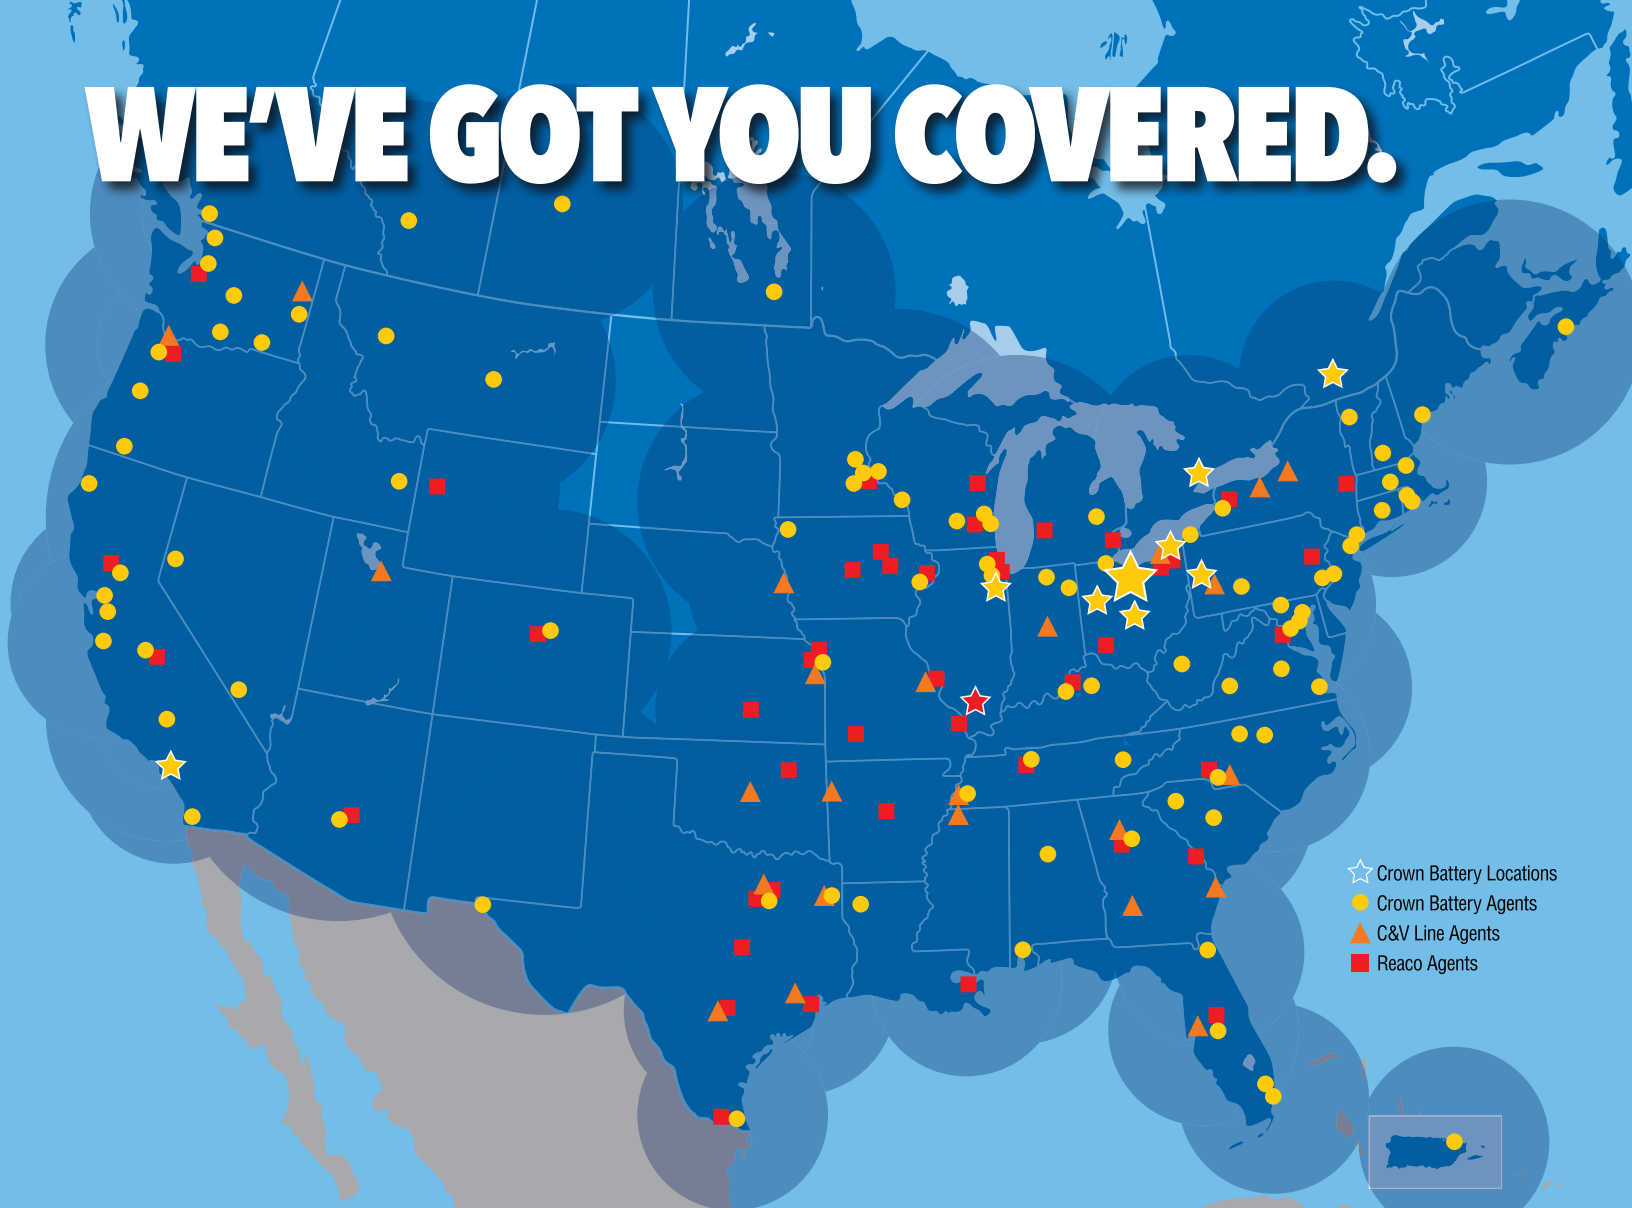 WE'VE GOT YOU COVERED.
Crown Battery Locations
Crown Battery Agents
C&V Line Agents
Reaco Agents